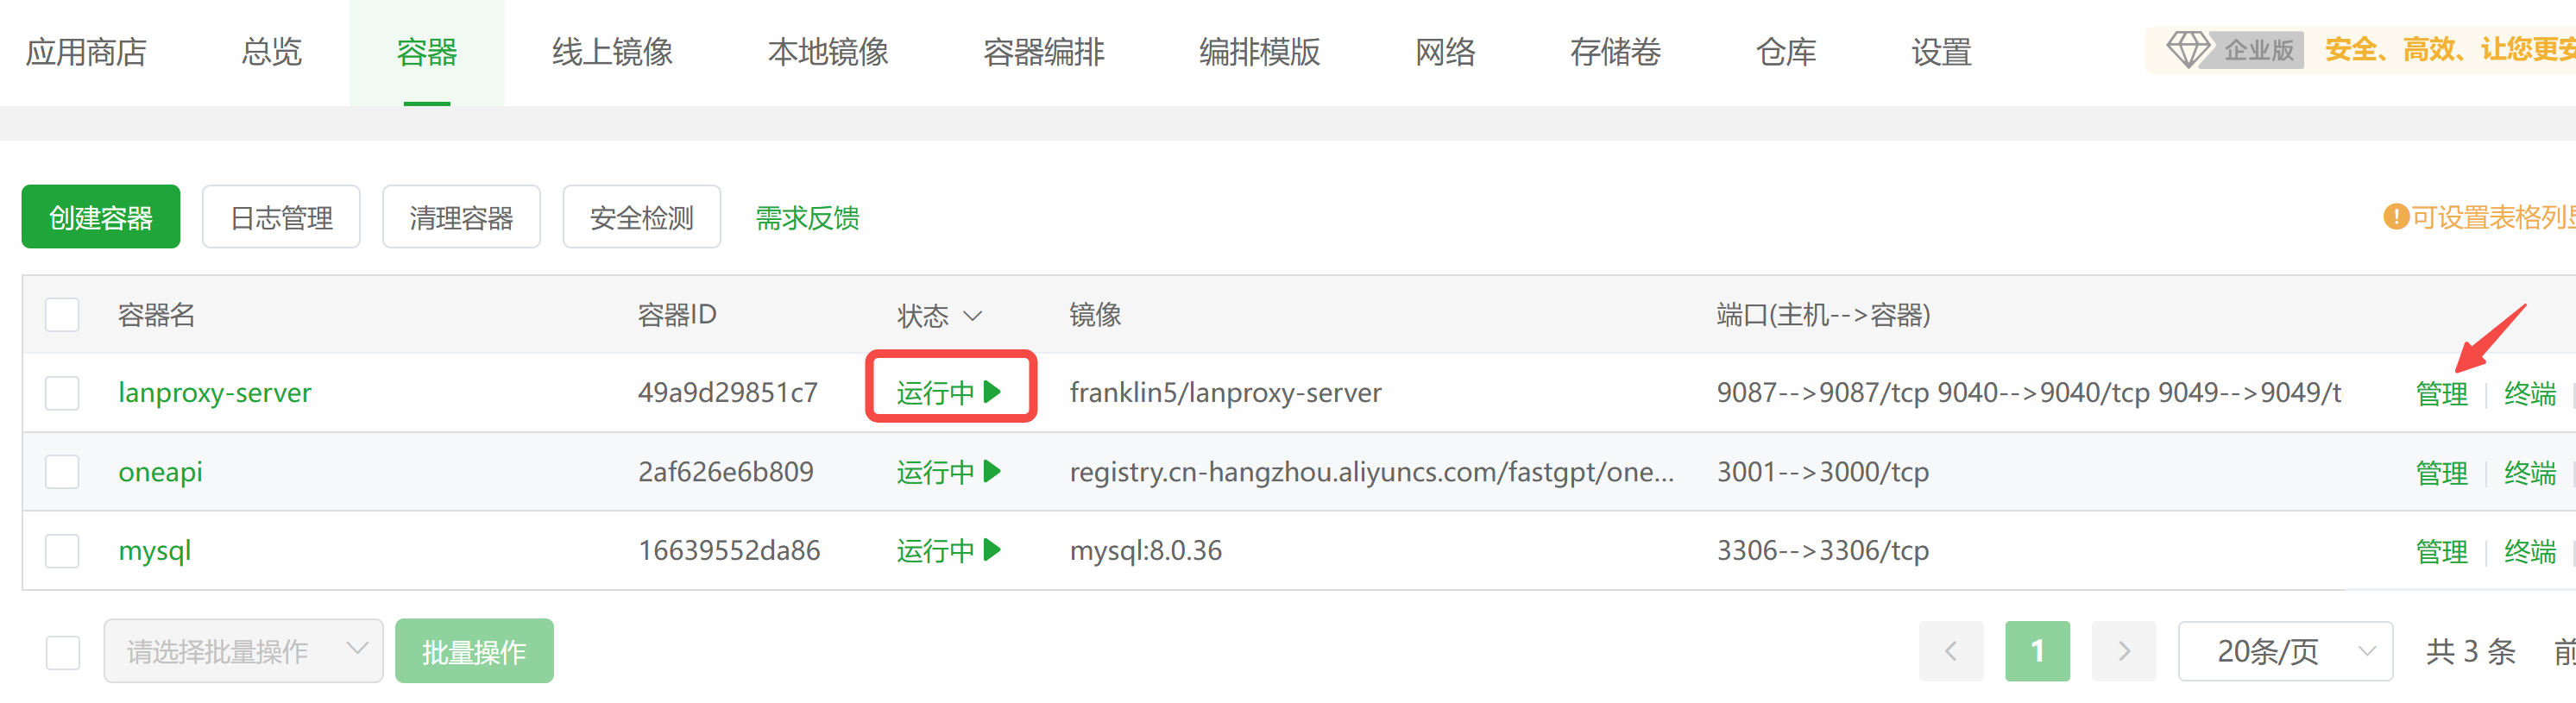 应用商店 总览 容器 线上镜像 本地镜像 容器编排 编排模版 网络 存储卷 仓库 设置 企业版 安全、高效、让您更安
创建容器 日志管理 清理容器 安全检测 需求反馈 可设置表格列
容器名 容器ID 状态 镜像 端口(主机-->容器)
lanproxy-server 49a9d29851c7 运行中 franklin5/lanproxy-server 9087-->9087/tcp 9040-->9040/tcp 9049-->9049/t 管理 终端
oneapi 2af626e6b809 运行中 registry.cn-hangzhou.aliyuncs.com/fastgpt/one... 3001-->3000/tcp 管理 终端
mysql 16639552da86 运行中 mysql:8.0.36 3306-->3306/tcp 管理 终端
请选择批量操作 批量操作 1 20条/页 共 3 条